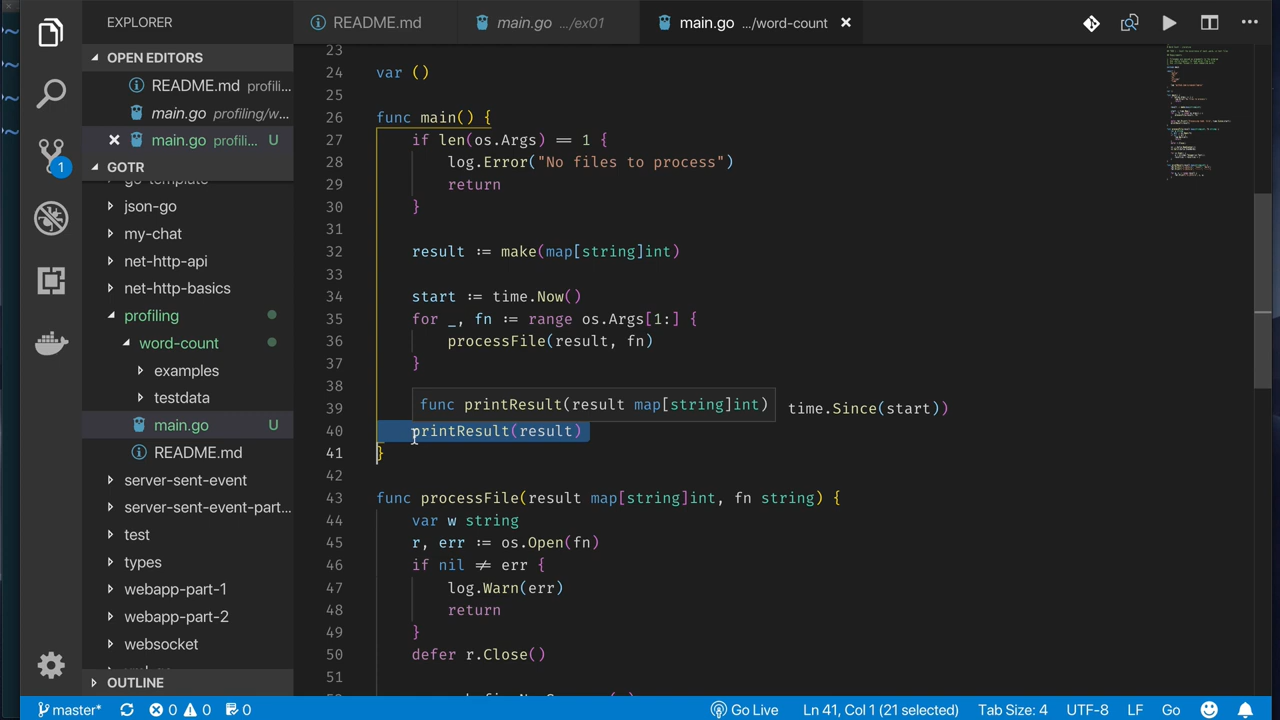 EXPLORER
README.md
main.go .../ex01
main.go .../word-count
OPEN EDITORS
README.md profili...
main.go profiling/w...
main.go profili... U
GOTR
go-template
json-go
my-chat
net-http-api
net-http-basics
profiling
word-count
examples
testdata
main.go U
README.md
server-sent-event
server-sent-event-part...
test
types
webapp-part-1
webapp-part-2
websocket
OUTLINE
1
23
24 var ()
25
26 func main() {
27 if len(os.Args) == 1 {
28 log.Error("No files to process")
29 return
30 }
31
32 result := make(map[string]int)
33
34 start := time.Now()
35 for _, fn := range os.Args[1:] {
36 processFile(result, fn)
37 }
38
func printResult(result map[string]int)
39 time.Since(start))
40 printResult(result)
41 }
42
43 func processFile(result map[string]int, fn string) {
44 var w string
45 r, err := os.Open(fn)
46 if nil ≠ err {
47 log.Warn(err)
48 return
49 }
50 defer r.Close()
51
master* 0 0 0 Go Live Ln 41, Col 1 (21 selected) Tab Size: 4 UTF-8 LF Go